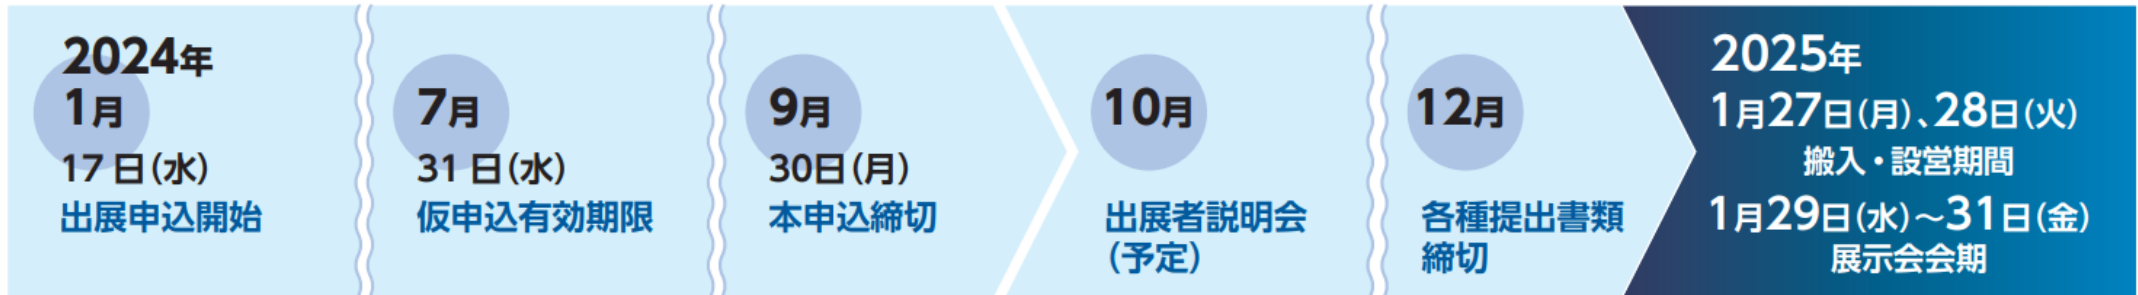 2024年
1月
17日(水)
出展申込開始
7月
31日(水)
仮申込有効期限
9月
30日(月)
本申込締切
10月
出展者説明会
(予定)
12月
各種提出書類
締切
2025年
1月27日(月)、28日(火)
搬入・設営期間
1月29日(水)～31日(金)
展示会会期